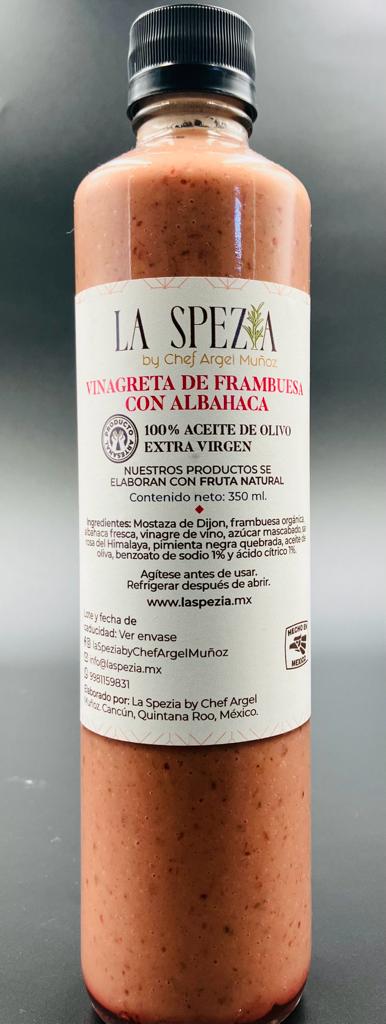 LA SPEZIA
by Chef Argel Muñoz
VINAGRETA DE FRAMBUESA
CON ALBAHACA
PRODUCTO ARTESANAL
100% ACEITE DE OLIVO
EXTRA VIRGEN
NUESTROS PRODUCTOS SE
ELABORAN CON FRUTA NATURAL
Contenido neto: 350 ml.
Ingredientes: Mostaza de Dijon, frambuesa orgánica,
albahaca fresca, vinagre de vino, azúcar mascabado,
rosa del Himalaya, pimienta negra quebrada, aceite de
oliva, benzoato de sodio 1% y ácido cítrico 1%.
Agítese antes de usar.
Refrigerar después de abrir.
www.laspezia.mx
Lote y fecha de
caducidad: Ver envase
laSpeziabyChefArgelMuñoz
info@laspezia.mx
9981159831
HECHO EN
MEXICO
Elaborado por: La Spezia by Chef Argel
Muñoz. Cancún, Quintana Roo, México.